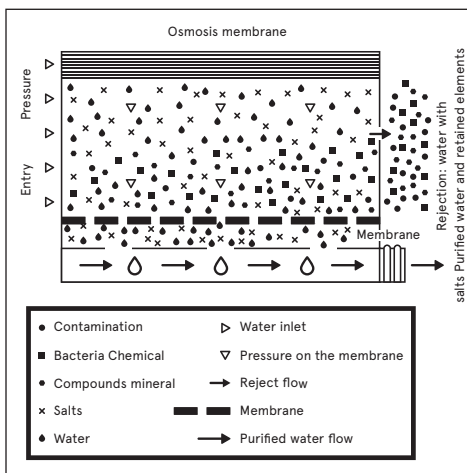 Osmosis membrane
Pressure
Entry
Rejection: water with
salts Purified water and retained elements
Membrane
Contamination
Bacteria Chemical
Compounds mineral
Salts
Water
Water inlet
Pressure on the membrane
Reject flow
Membrane
Purified water flow